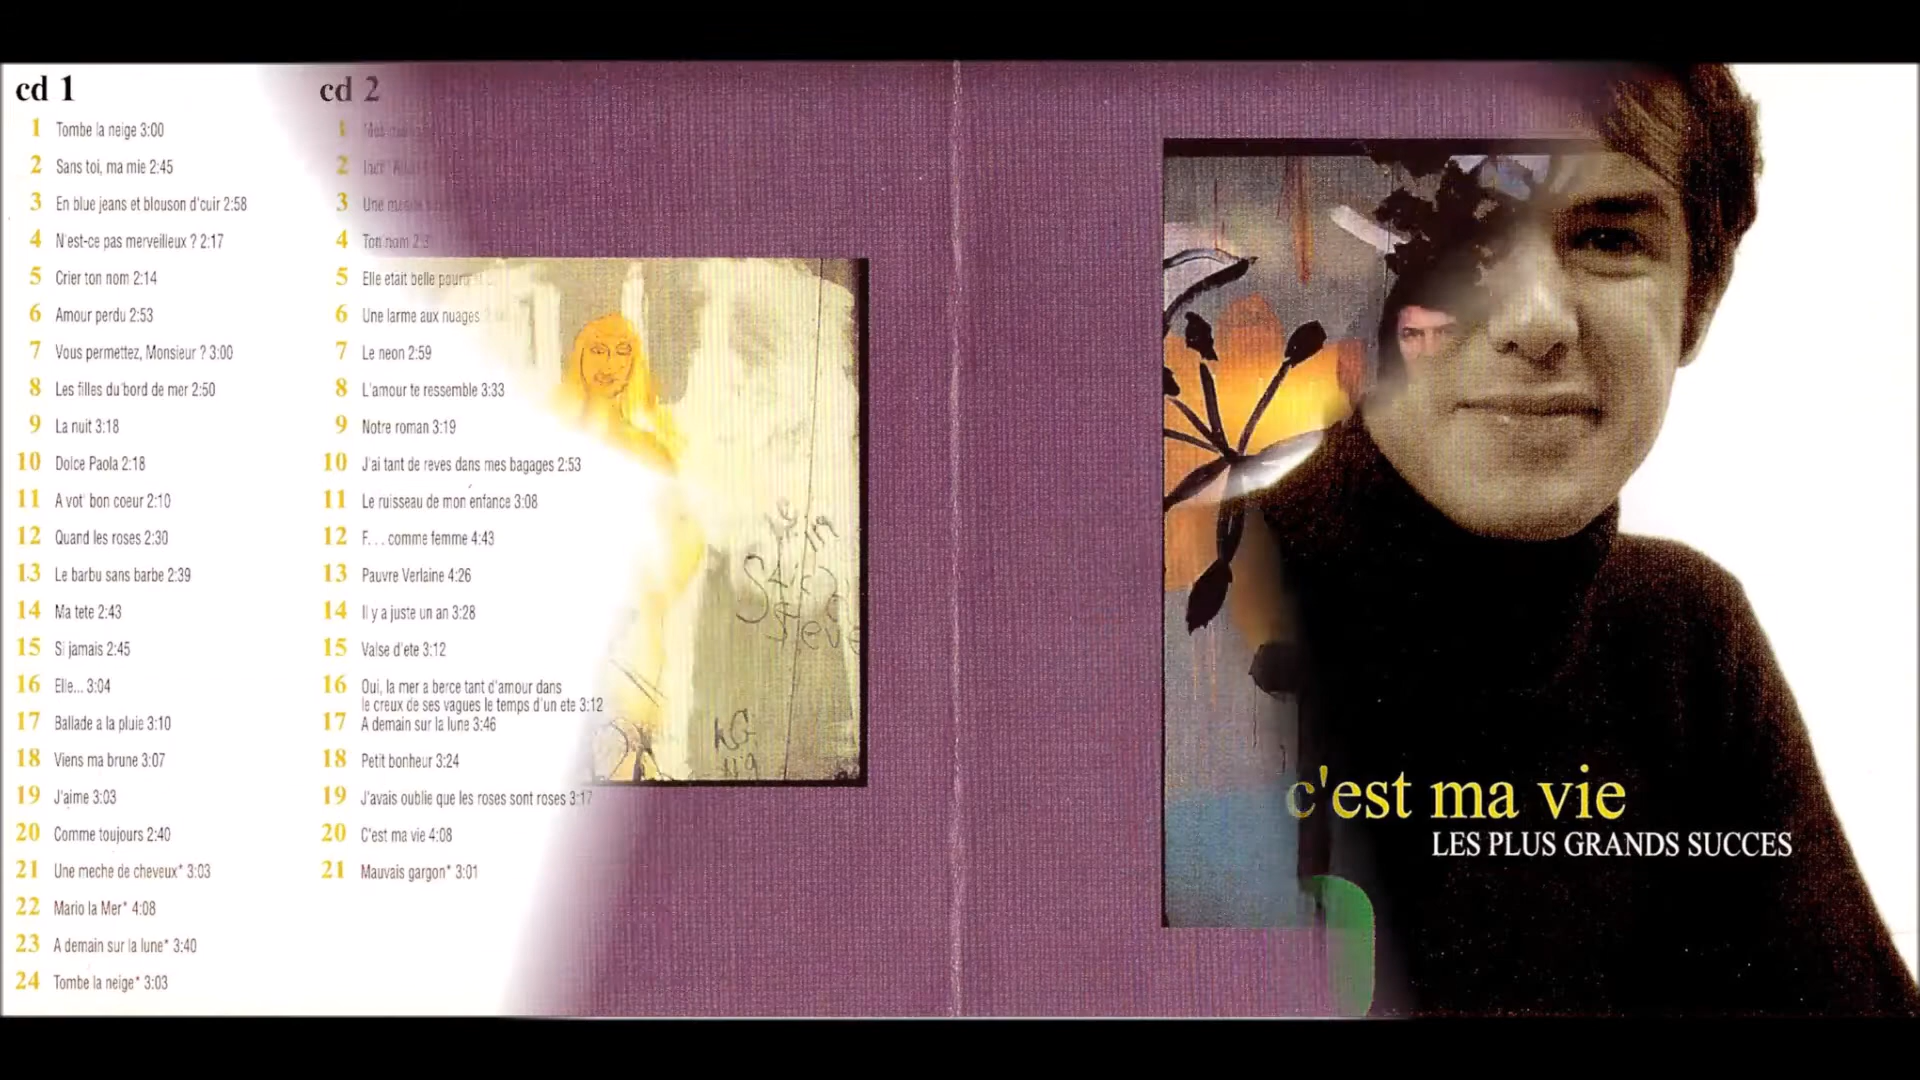 cd 1
1 Tombe la neige 3:00
2 Sans toi, ma mie 2:45
3 En blue jeans et blouson d'cuir 2:58
4 N'est-ce pas merveilleux ? 2:17
5 Crier ton nom 2:14
6 Amour perdu 2:53
7 Vous permettez, Monsieur ? 3:00
8 Les filles du bord de mer 2:50
9 La nuit 3:18
10 Dolce Paola 2:18
11 A vot' bon coeur 2:10
12 Quand les roses 2:30
13 Le barbu sans barbe 2:39
14 Ma tete 2:43
15 Si jamais 2:45
16 Elle... 3:04
17 Ballade a la pluie 3:10
18 Viens ma brune 3:07
19 J'aime 3:03
20 Comme toujours 2:40
21 Une meche de cheveux* 3:03
22 Mario la Mer* 4:08
23 A demain sur la lune* 3:40
24 Tombe la neige* 3:03
cd 2
1
2
3 Une
4 Ton nom
5 Elle etait belle
6 Une larme aux nuages
7 Le neon 2:59
8 L'amour te ressemble 3:33
9 Notre roman 3:19
10 J'ai tant de reves dans mes bagages 2:53
11 Le ruisseau de mon enfance 3:08
12 F. . . comme femme 4:43
13 Pauvre Verlaine 4:26
14 Il y a juste un an 3:28
15 Valse d'ete 3:12
16 Oui, la mer a berce tant d'amour dans
le creux de ses vagues le temps d'un ete 3:12
17 A demain sur la lune 3:46
18 Petit bonheur 3:24
19 J'avais oublie que les roses sont roses 3:17
20 C'est ma vie 4:08
21 Mauvais gargon* 3:01
c'est ma vie
LES PLUS GRANDS SUCCES